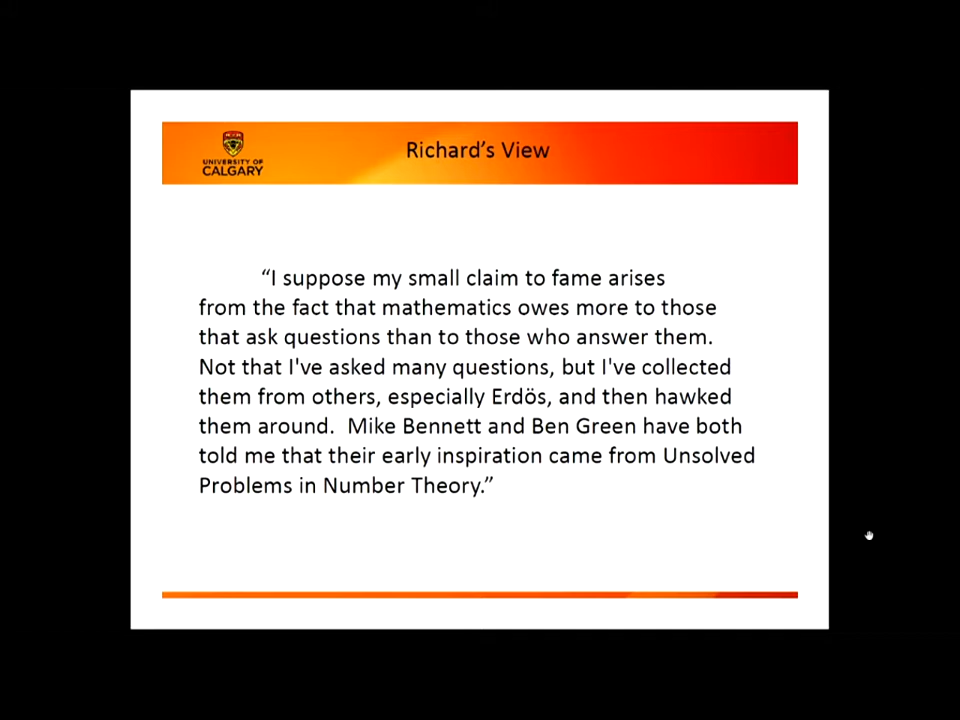 UNIVERSITY OF
CALGARY
Richard’s View
“I suppose my small claim to fame arises
from the fact that mathematics owes more to those
that ask questions than to those who answer them.
Not that I've asked many questions, but I've collected
them from others, especially Erdös, and then hawked
them around.  Mike Bennett and Ben Green have both
told me that their early inspiration came from Unsolved
Problems in Number Theory.”